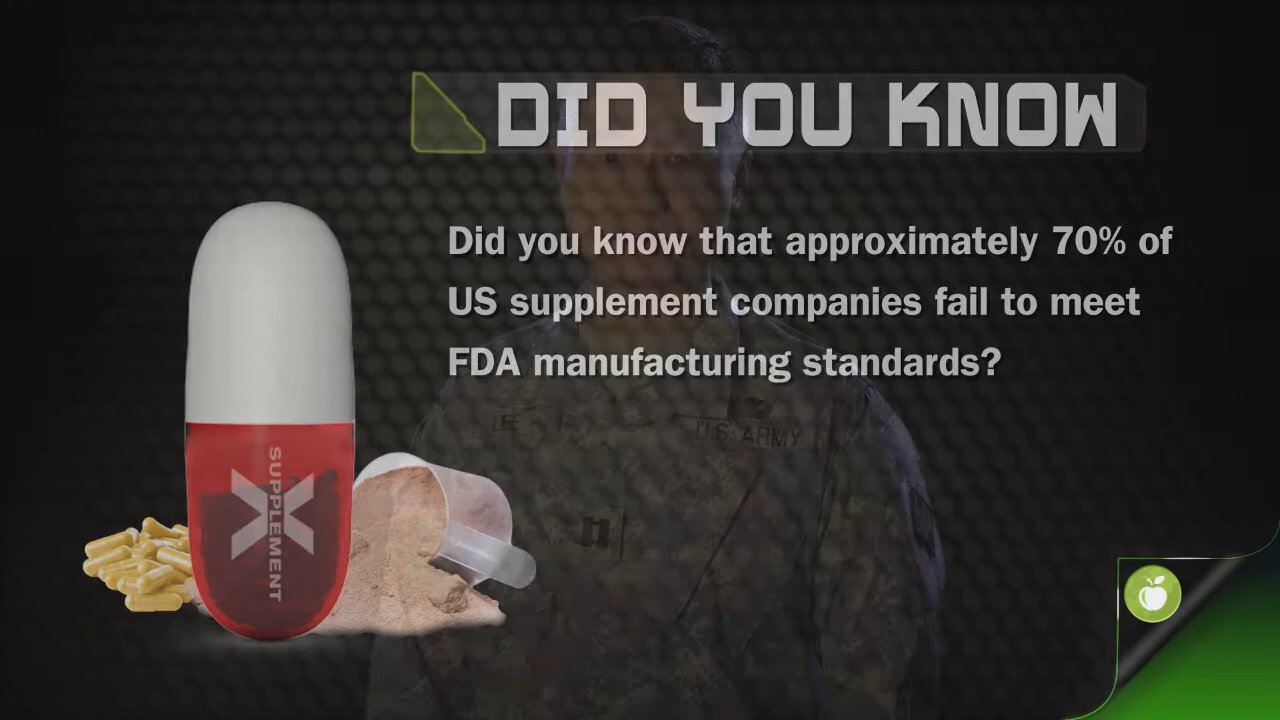 DID YOU KNOW
Did you know that approximately 70% of
US supplement companies fail to meet
FDA manufacturing standards?
LEE
U.S. ARMY
X
SUPPLEMENT